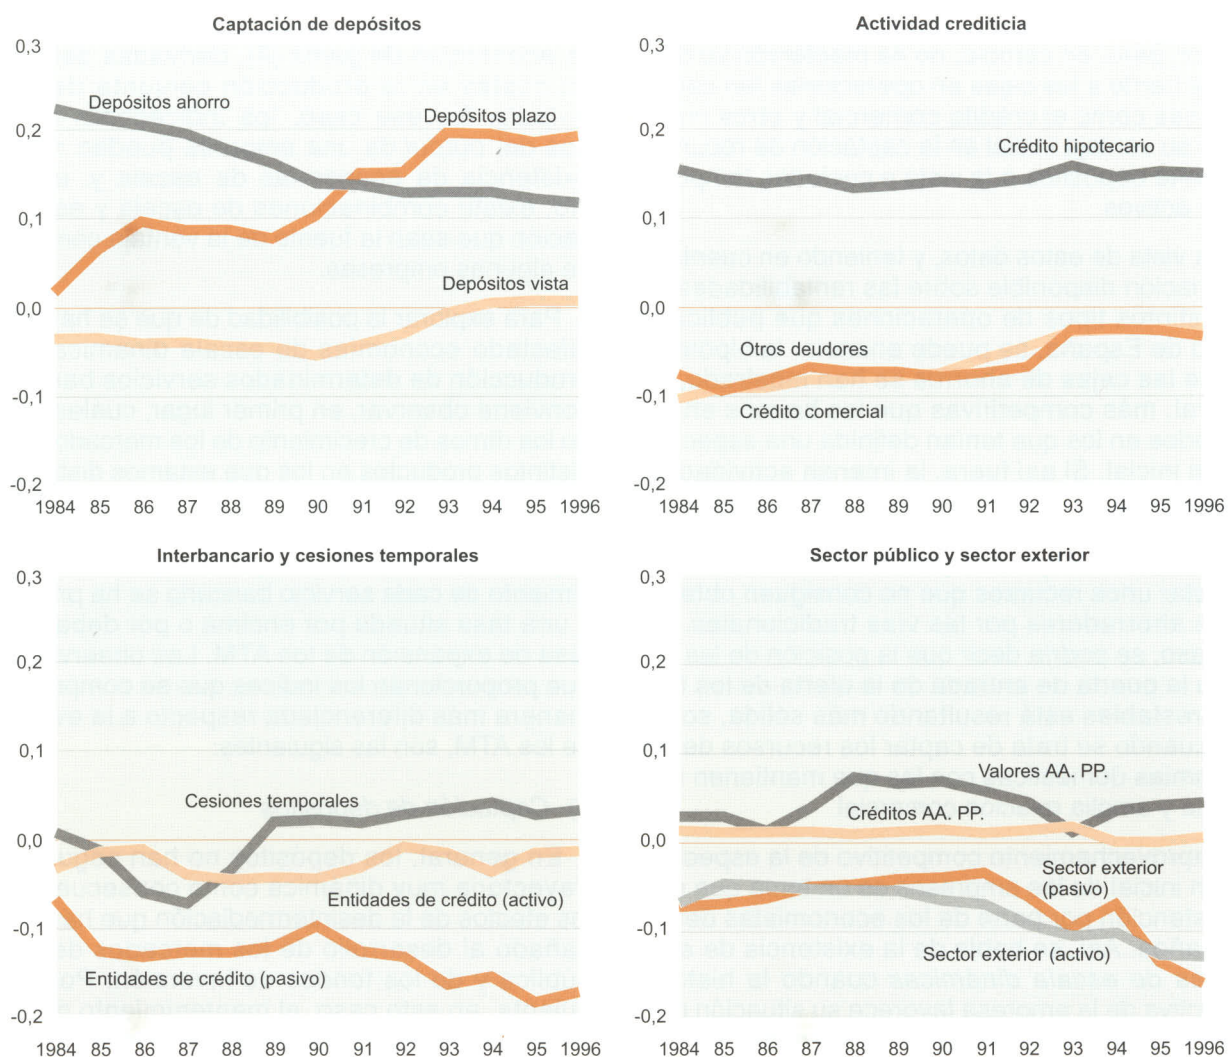 Captación de depósitos
0,3
0,2
0,1
0,0
-0,1
-0,2
Depósitos ahorro
Depósitos plazo
Depósitos vista
1984 85 86 87 88 89 90 91 92 93 94 95 1996
Actividad crediticia
0,3
0,2
0,1
0,0
-0,1
-0,2
Crédito hipotecario
Otros deudores
Crédito comercial
1984 85 86 87 88 89 90 91 92 93 94 95 1996
Interbancario y cesiones temporales
0,3
0,2
0,1
0,0
-0,1
-0,2
Cesiones temporales
Entidades de crédito (activo)
Entidades de crédito (pasivo)
1984 85 86 87 88 89 90 91 92 93 94 95 1996
Sector público y sector exterior
0,3
0,2
0,1
0,0
-0,1
-0,2
Valores AA. PP.
Créditos AA. PP.
Sector exterior
(pasivo)
Sector exterior (activo)
1984 85 86 87 88 89 90 91 92 93 94 95 1996